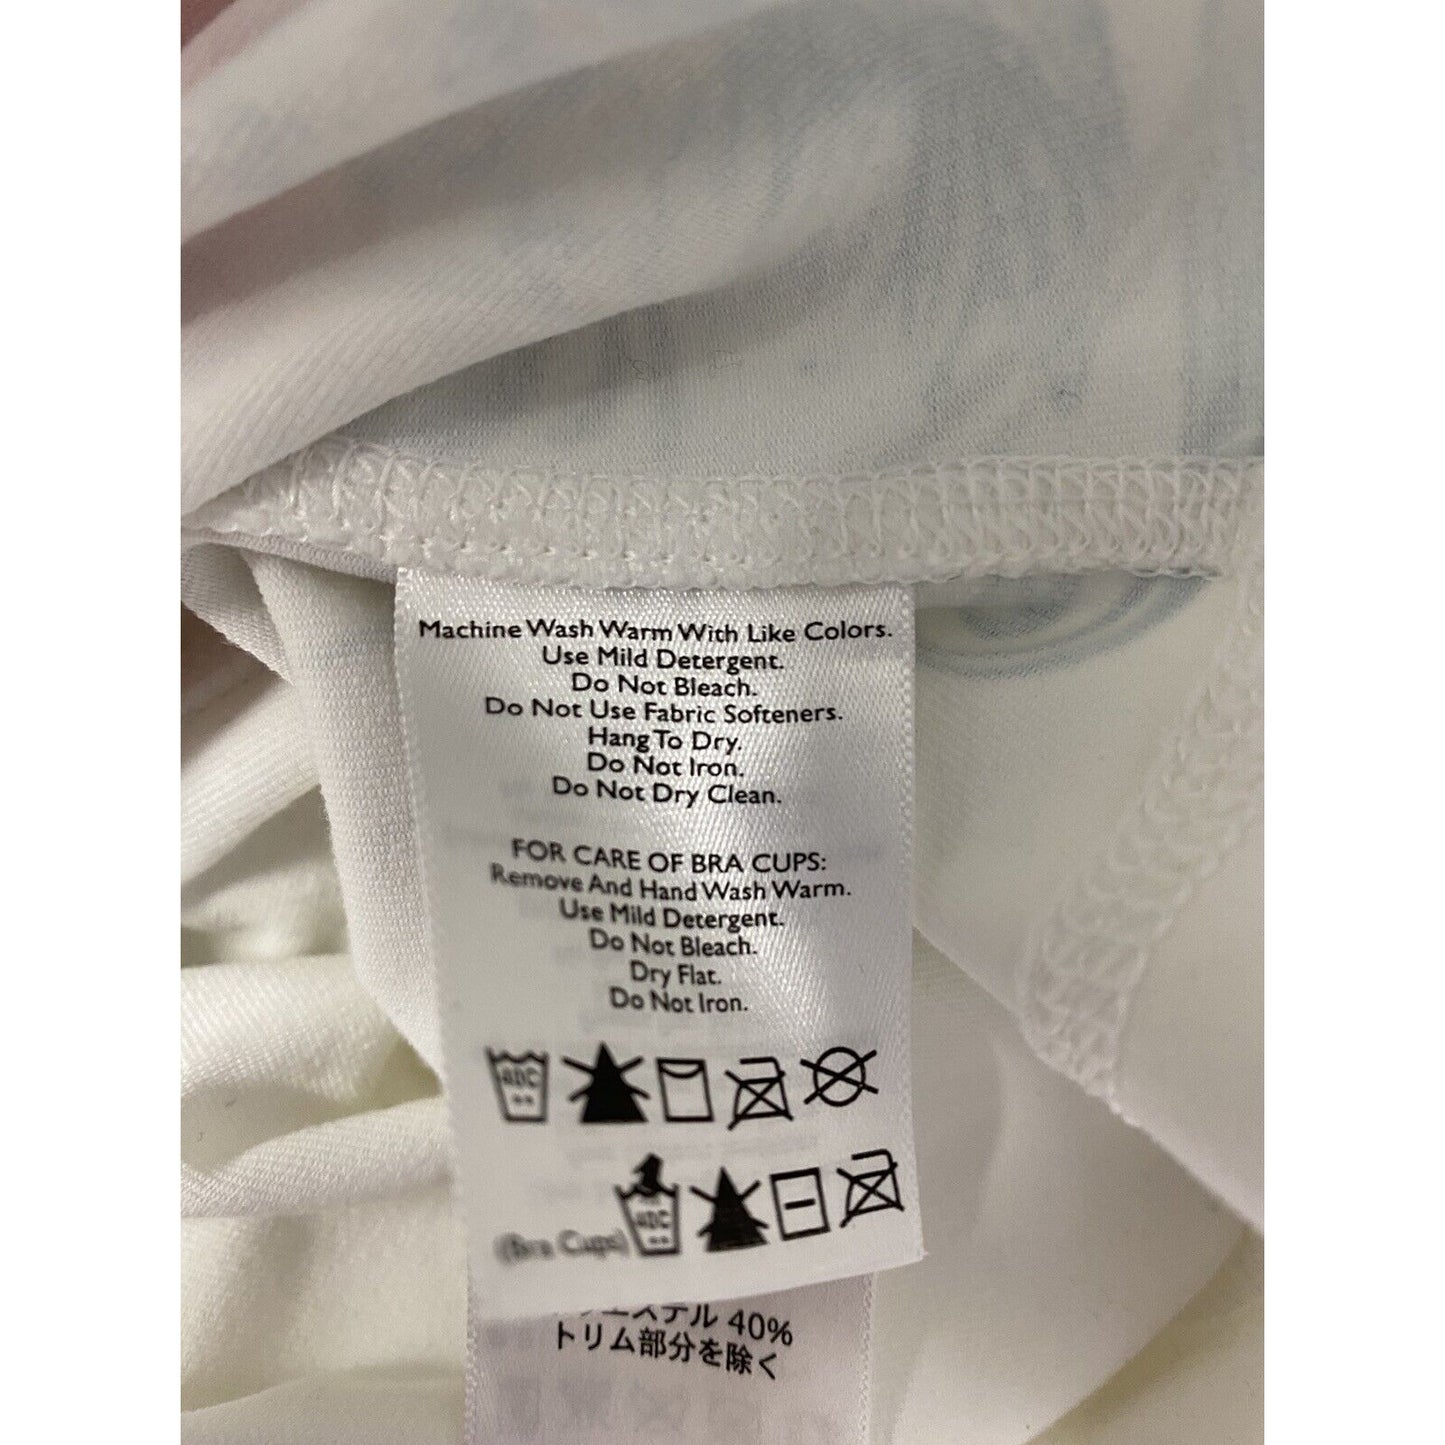 Machine Wash Warm With Like Colors.
Use Mild Detergent.
Do Not Bleach.
Do Not Use Fabric Softeners.
Hang To Dry.
Do Not Iron.
Do Not Dry Clean.
FOR CARE OF BRA CUPS:
Remove And Hand Wash Warm.
Use Mild Detergent.
Do Not Bleach.
Dry Flat.
Do Not Iron.
40C
(Bra Cups) 40C
エステル 40%
トリム部分を除く